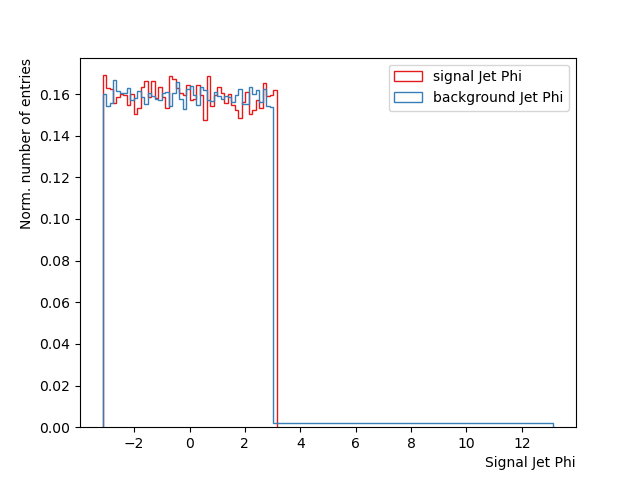 signal Jet Phi
background Jet Phi
Norm. number of entries
0.16
0.14
0.12
0.10
0.08
0.06
0.04
0.02
0.00
−2 0 2 4 6 8 10 12
Signal Jet Phi